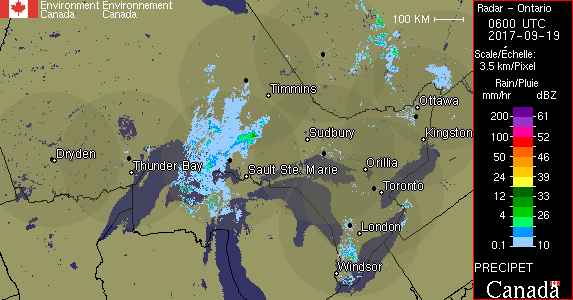 Environment Environnement
Canada Canada
100 KM
Timmins
Ottawa
Sudbury
Kingston
Dryden
Thunder Bay
Sault Ste. Marie
Orillia
Toronto
London
Windsor
Radar – Ontario
0600 UTC
2017-09-19
Scale/Échelle:
3.5 km/Pixel
Rain/Pluie
mm/hr dBZ
200 61
100 52
50 46
24 39
12 33
4 26
0.1 10
PRECIPET
Canada